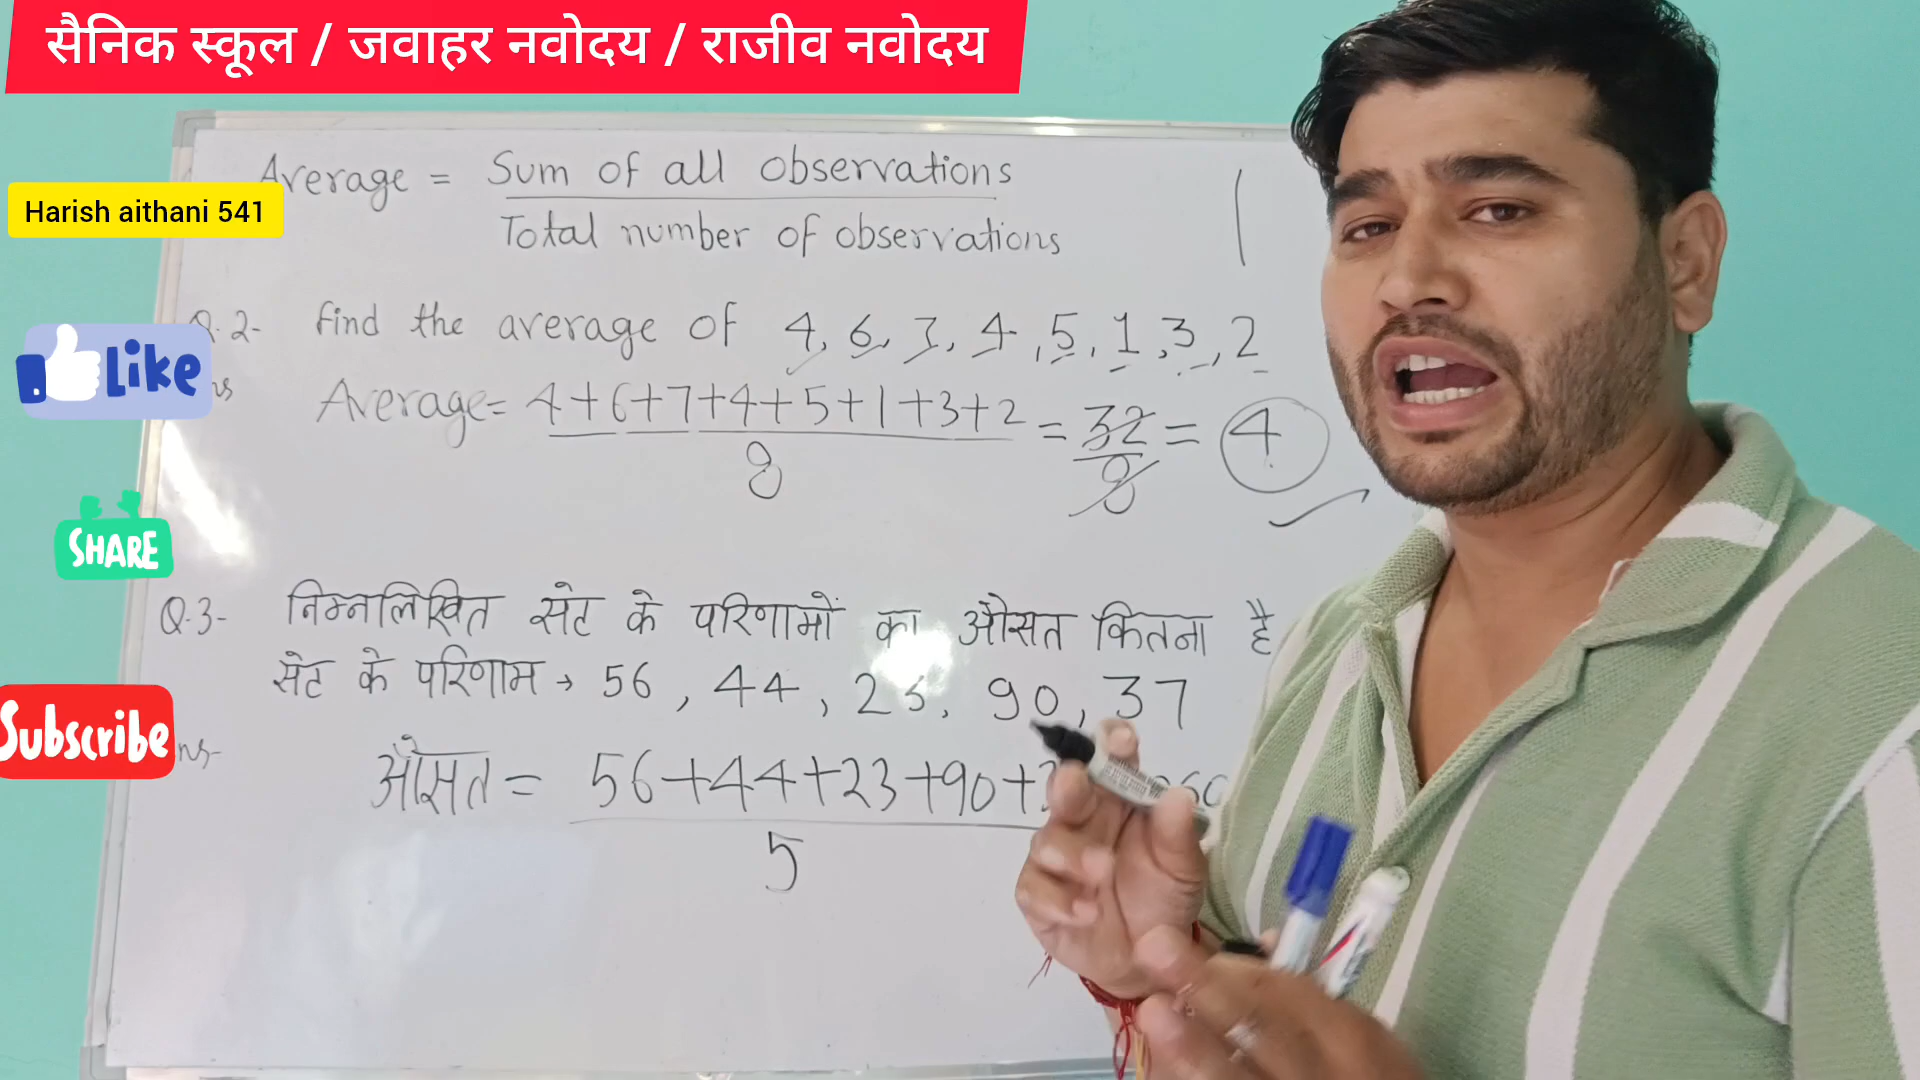 सैनिक स्कूल / जवाहर नवोदय / राजीव नवोदय
Average = Sum of all observations
Total number of observations
Harish aithani 541
Q.2- find the average of 4, 6, 7, 4, 5, 1, 3, 2
Like
Average = 4+6+7+4+5+1+3+2 = 32 = 4
8 8
SHARE
Q.3- निम्नलिखित सेट के परिणामों का औसत कितना है
सेट के परिणाम → 56, 44, 23, 90, 37
Subscribe
औसत = 56+44+23+90+
5